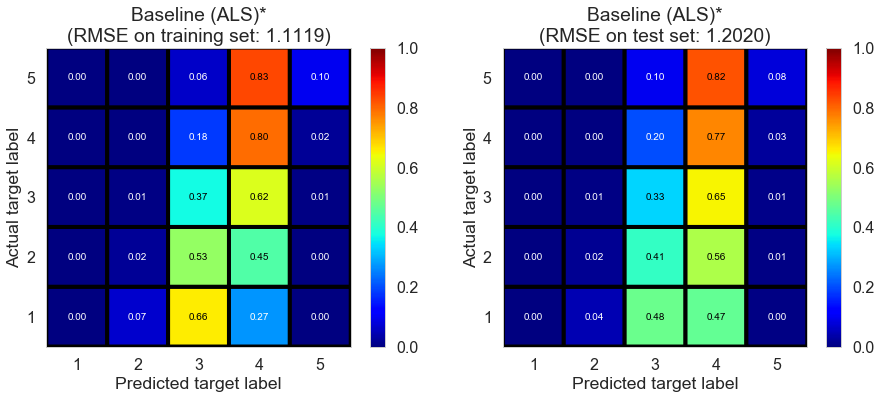 Baseline (ALS)*
(RMSE on training set: 1.1119)
Actual target label
5
0.00 0.00 0.06 0.83 0.10
4
0.00 0.00 0.18 0.80 0.02
3
0.00 0.01 0.37 0.62 0.01
2
0.00 0.02 0.53 0.45 0.00
1
0.00 0.07 0.66 0.27 0.00
1 2 3 4 5
Predicted target label
1.0
0.8
0.6
0.4
0.2
0.0
Baseline (ALS)*
(RMSE on test set: 1.2020)
Actual target label
5
0.00 0.00 0.10 0.82 0.08
4
0.00 0.00 0.20 0.77 0.03
3
0.00 0.01 0.33 0.65 0.01
2
0.00 0.02 0.41 0.56 0.01
1
0.00 0.04 0.48 0.47 0.00
1 2 3 4 5
Predicted target label
1.0
0.8
0.6
0.4
0.2
0.0